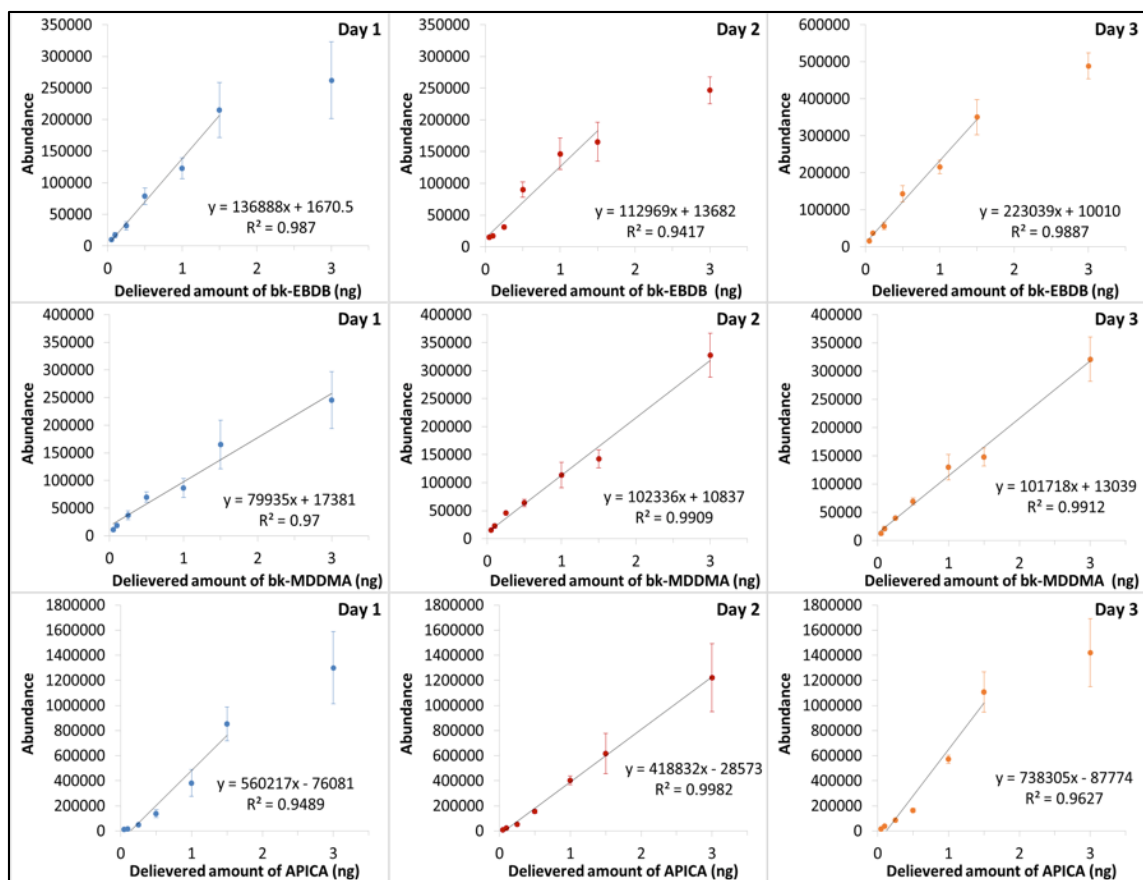 Day 1
Abundance
350000
300000
250000
200000
150000
100000
50000
0
y = 136888x + 1670.5
R² = 0.987
0
1
2
3
Delievered amount of bk-EBDB (ng)
Day 2
Abundance
350000
300000
250000
200000
150000
100000
50000
0
y = 112969x + 13682
R² = 0.9417
0
1
2
3
Delievered amount of bk-EBDB (ng)
Day 3
Abundance
600000
500000
400000
300000
200000
100000
0
y = 223039x + 10010
R² = 0.9887
0
1
2
3
Delievered amount of bk-EBDB (ng)
Day 1
Abundance
400000
350000
300000
250000
200000
150000
100000
50000
0
y = 79935x + 17381
R² = 0.97
0
1
2
3
Delievered amount of bk-MDDMA (ng)
Day 2
Abundance
400000
350000
300000
250000
200000
150000
100000
50000
0
y = 102336x + 10837
R² = 0.9909
0
1
2
3
Delievered amount of bk-MDDMA (ng)
Day 3
Abundance
400000
350000
300000
250000
200000
150000
100000
50000
0
y = 101718x + 13039
R² = 0.9912
0
1
2
3
Delievered amount of bk-MDDMA (ng)
Day 1
Abundance
1800000
1600000
1400000
1200000
1000000
800000
600000
400000
200000
0
y = 560217x - 76081
R² = 0.9489
0
1
2
3
Delievered amount of APICA (ng)
Day 2
Abundance
1800000
1600000
1400000
1200000
1000000
800000
600000
400000
200000
0
y = 418832x - 28573
R² = 0.9982
0
1
2
3
Delievered amount of APICA (ng)
Day 3
Abundance
1800000
1600000
1400000
1200000
1000000
800000
600000
400000
200000
0
y = 738305x - 87774
R² = 0.9627
0
1
2
3
Delievered amount of APICA (ng)